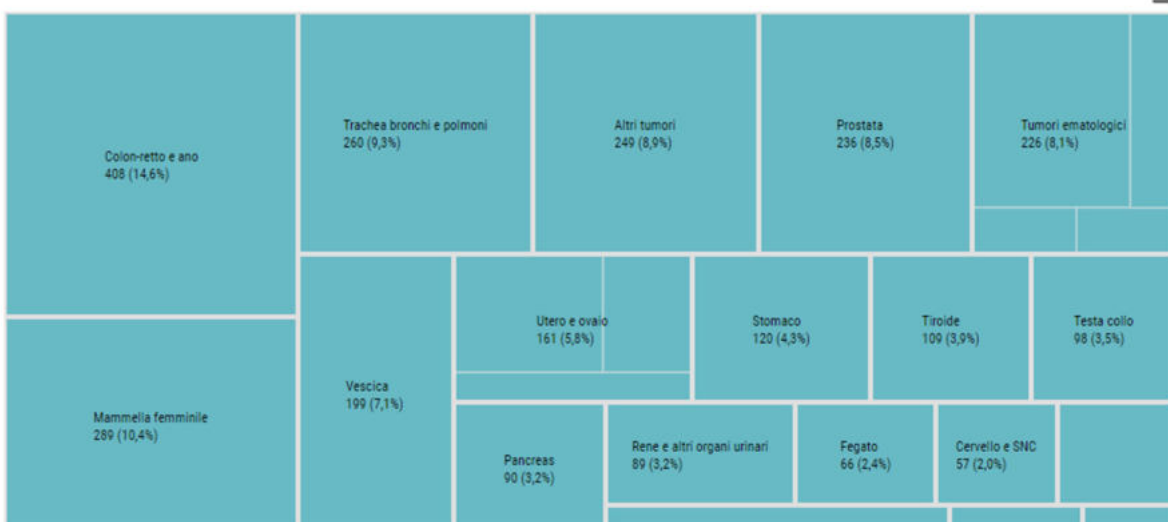 Colon-retto e ano
408 (14,6%)
Trachea bronchi e polmoni
260 (9,3%)
Altri tumori
249 (8,9%)
Prostata
236 (8,5%)
Tumori ematologici
226 (8,1%)
Mammella femminile
289 (10,4%)
Vescica
199 (7,1%)
Utero e ovaio
161 (5,8%)
Stomaco
120 (4,3%)
Tiroide
109 (3,9%)
Testa collo
98 (3,5%)
Pancreas
90 (3,2%)
Rene e altri organi urinari
89 (3,2%)
Fegato
66 (2,4%)
Cervello e SNC
57 (2,0%)